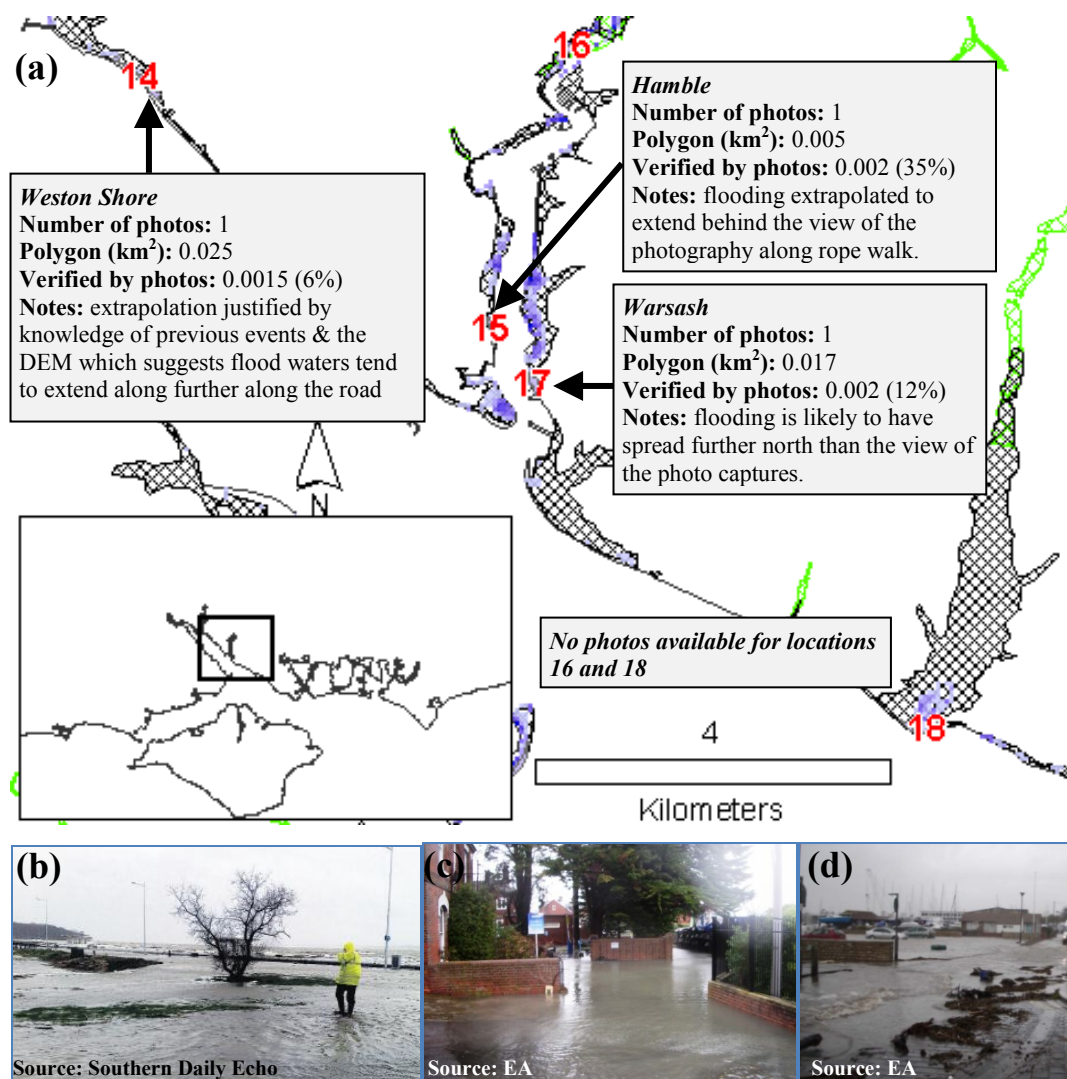 (a)
14
16
Hamble
Number of photos: 1
Polygon (km²): 0.005
Verified by photos: 0.002 (35%)
Notes: flooding extrapolated to
extend behind the view of the
photography along rope walk.
Weston Shore
Number of photos: 1
Polygon (km²): 0.025
Verified by photos: 0.0015 (6%)
Notes: extrapolation justified by
knowledge of previous events & the
DEM which suggests flood waters tend
to extend along further along the road
15
Warsash
Number of photos: 1
Polygon (km²): 0.017
Verified by photos: 0.002 (12%)
Notes: flooding is likely to have
spread further north than the view of
the photo captures.
17
N
No photos available for locations
16 and 18
18
4
Kilometers
(b)
Source: Southern Daily Echo
(c)
Source: EA
(d)
Source: EA